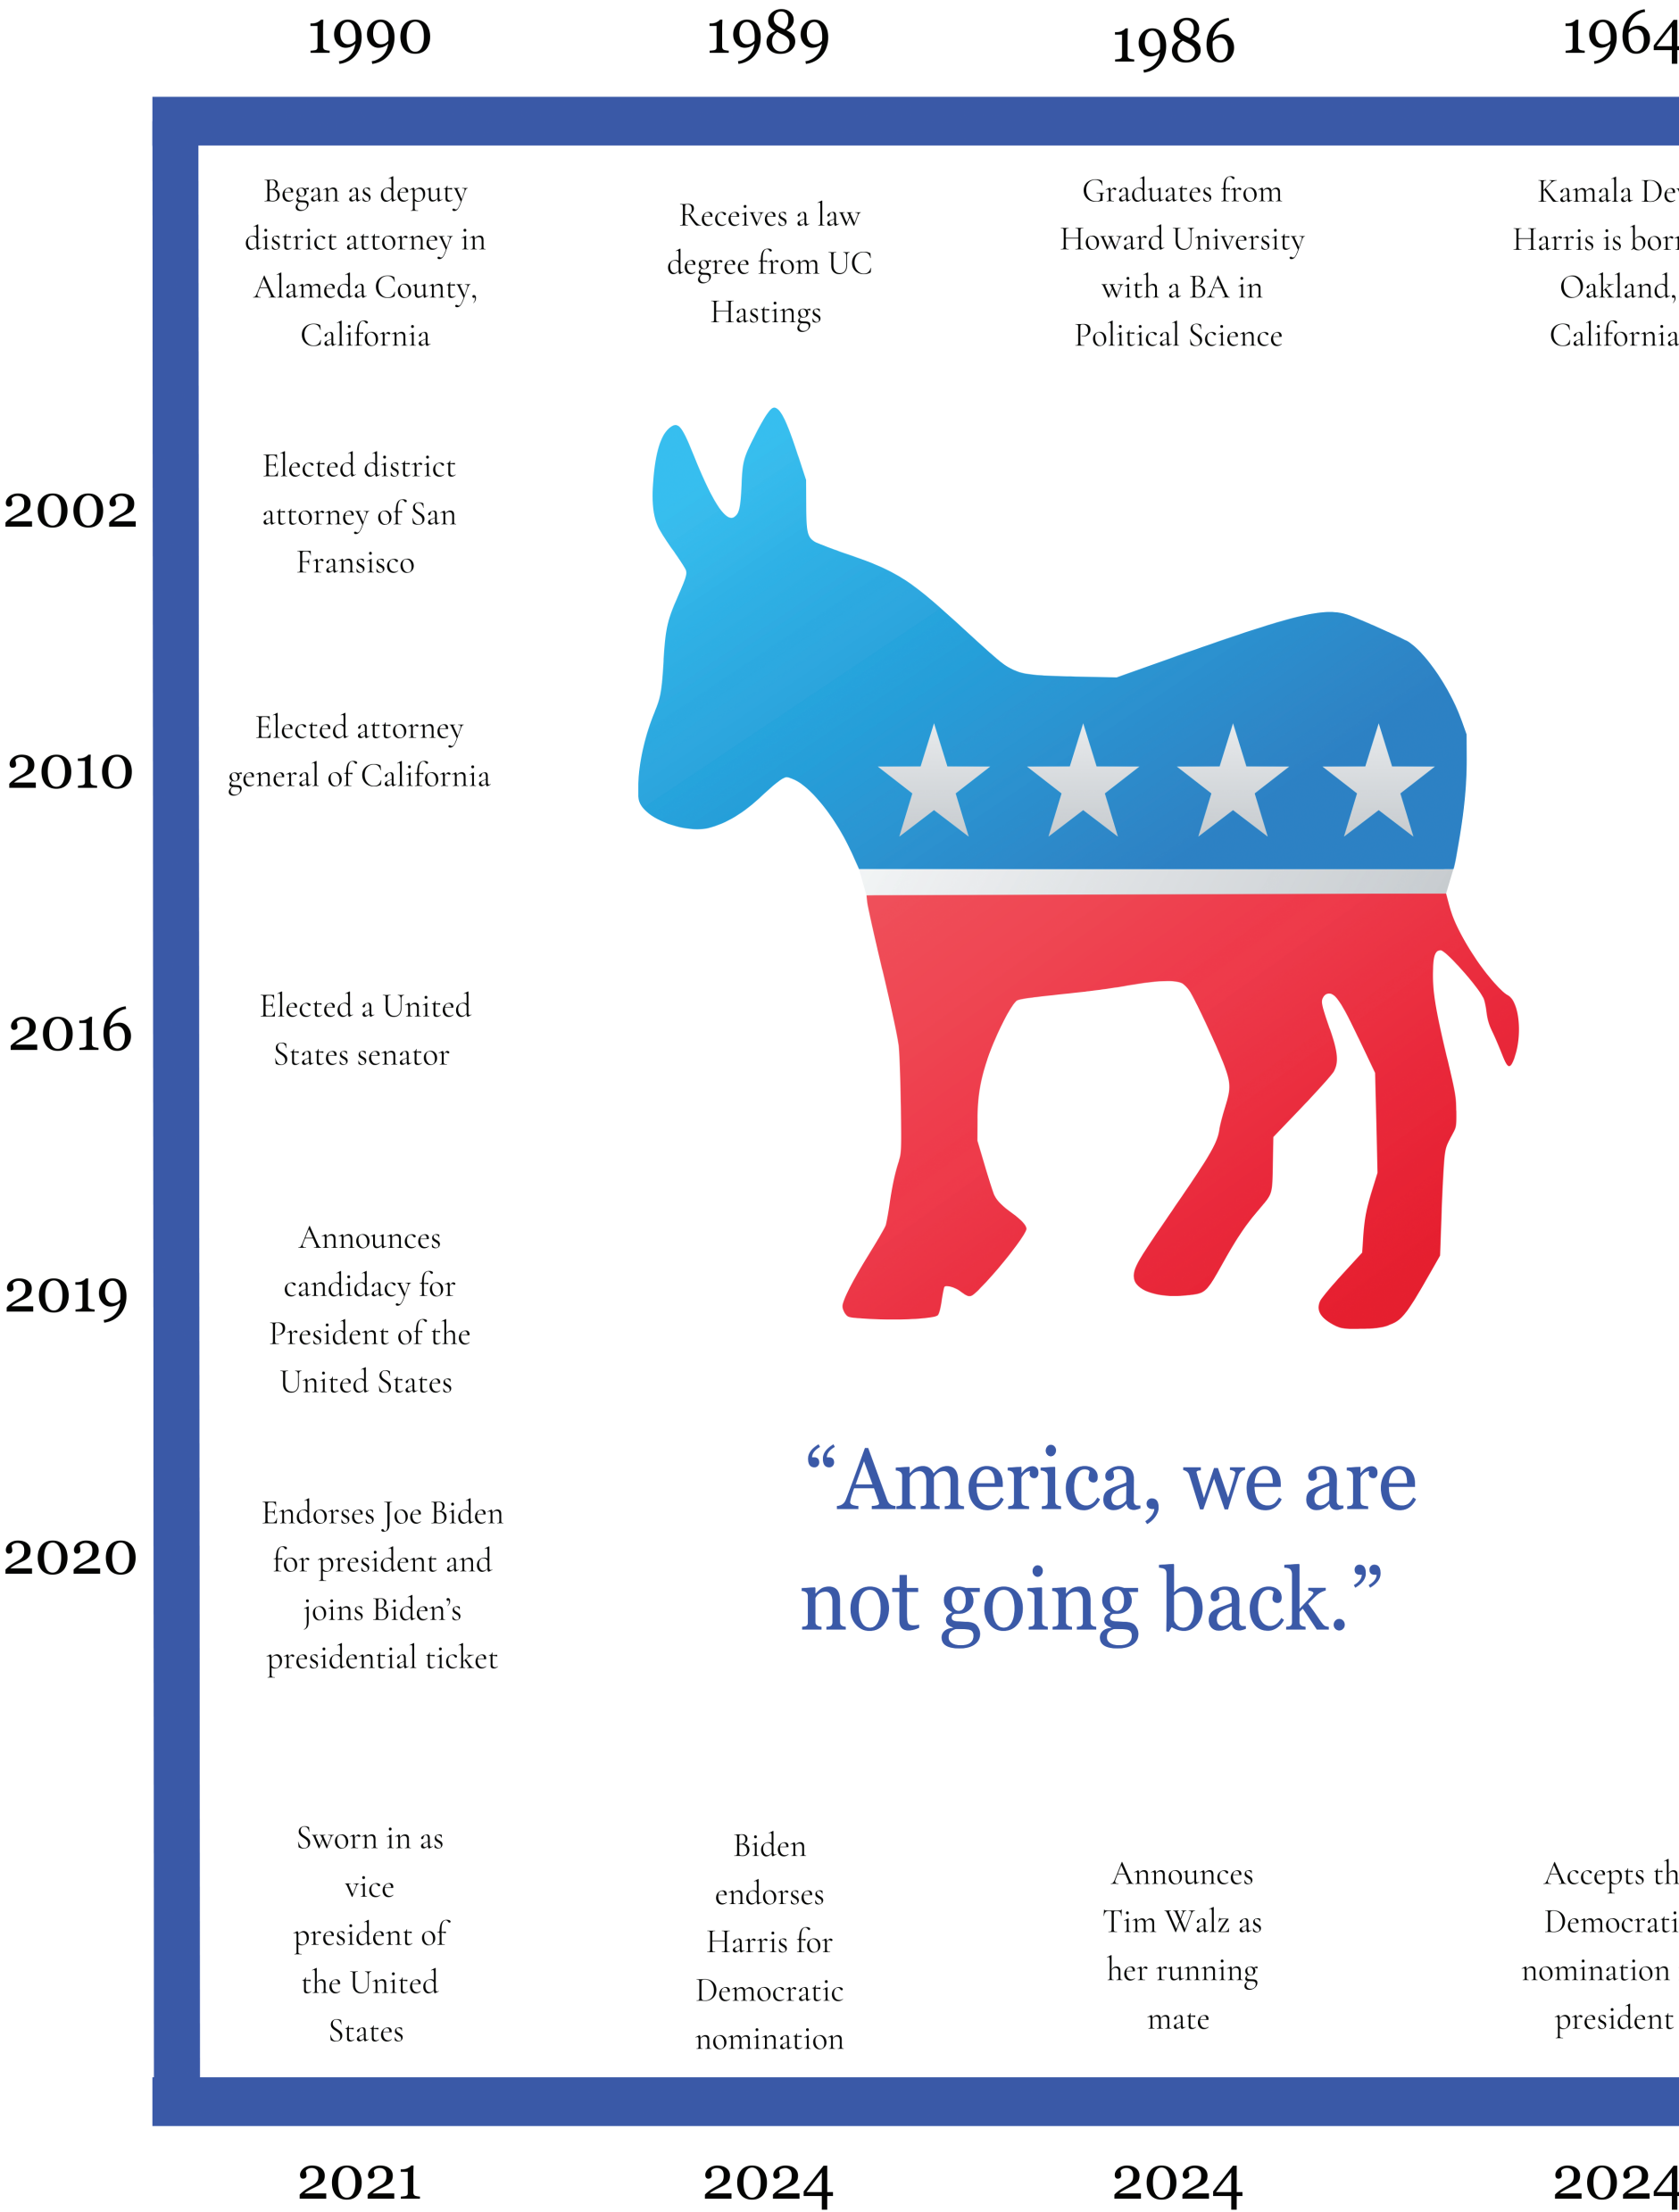 1990
1989
1986
1964
Began as deputy
district attorney in
Alameda County,
California
Receives a law
degree from UC
Hastings
Graduates from
Howard University
with a BA in
Political Science
Kamala
Harris is
Oakland,
California
2002
Elected district
attorney of San
Fransisco
2010
Elected attorney
general of California
2016
Elected a United
States senator
2019
Announces
candidacy for
President of the
United States
2020
Endorses Joe Biden
for president and
joins Biden’s
presidential ticket
“America, we are
not going back.”
Sworn in as
vice
president of
the United
States
Biden
endorses
Harris for
Democratic
nomination
Announces
Tim Walz as
her running
mate
Accepts
nomination
president
2021
2024
2024
2024